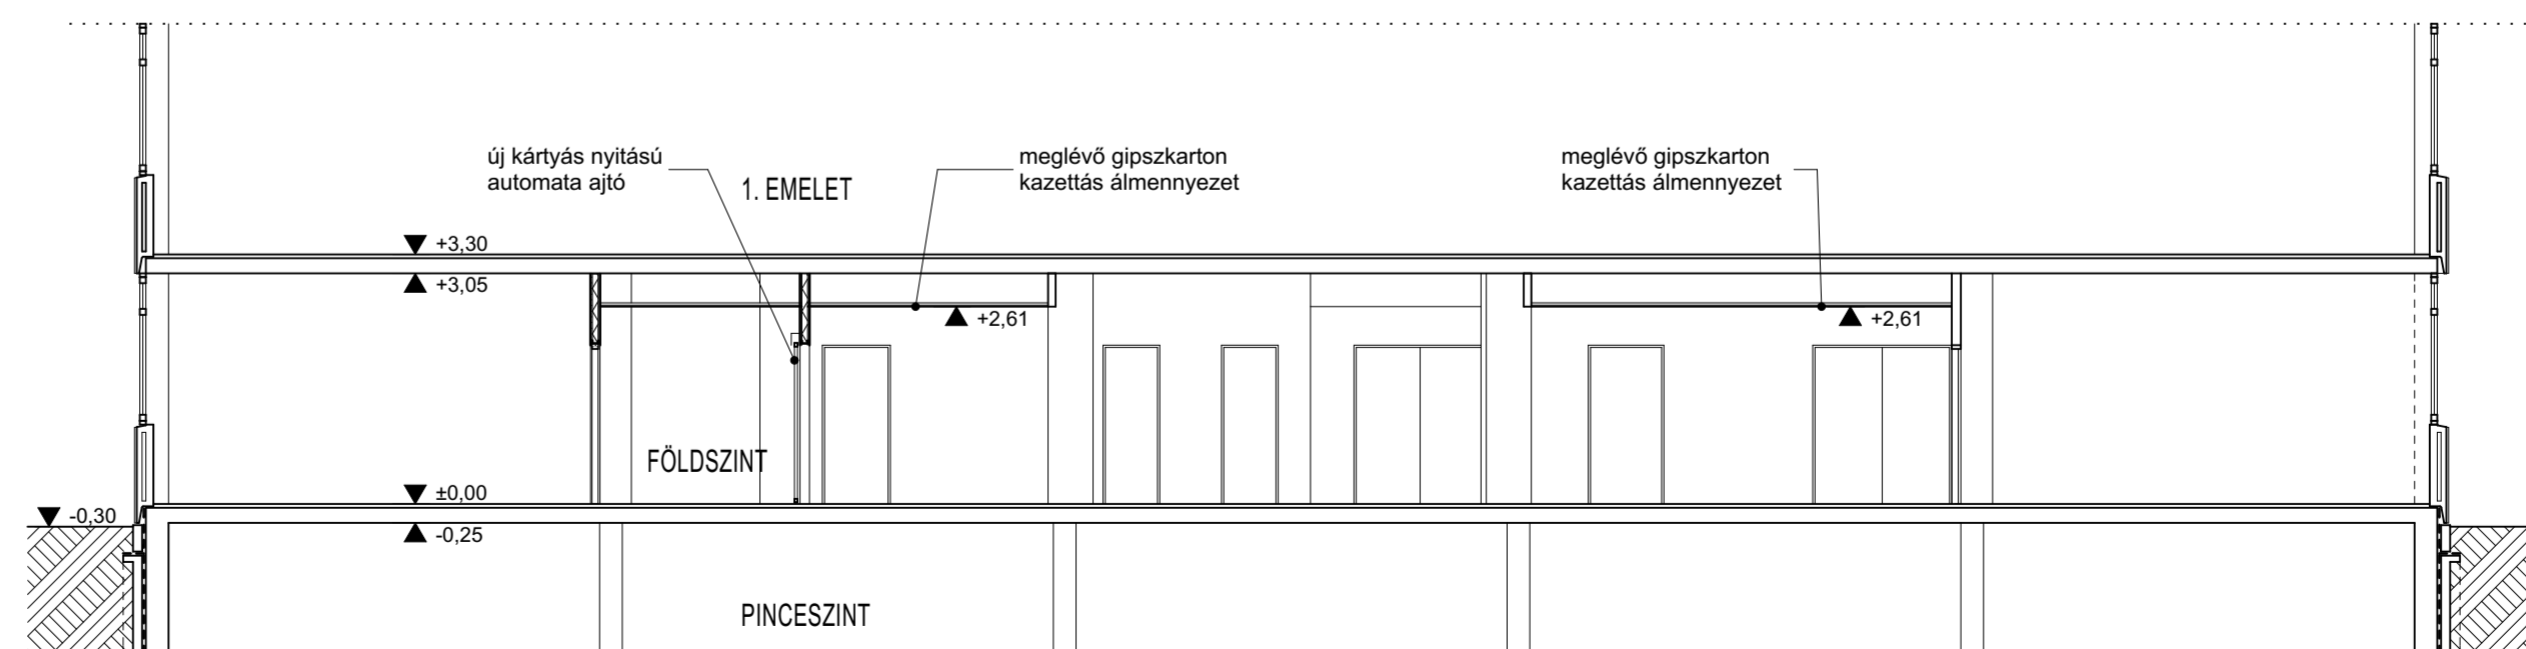 új kártyás nyitású
automata ajtó
1. EMELET
meglévő gipszkarton
kazettás álmennyezet
meglévő gipszkarton
kazettás álmennyezet
+3,30
+3,05
+2,61
+2,61
FÖLDSZINT
±0,00
-0,30
-0,25
PINCESZINT